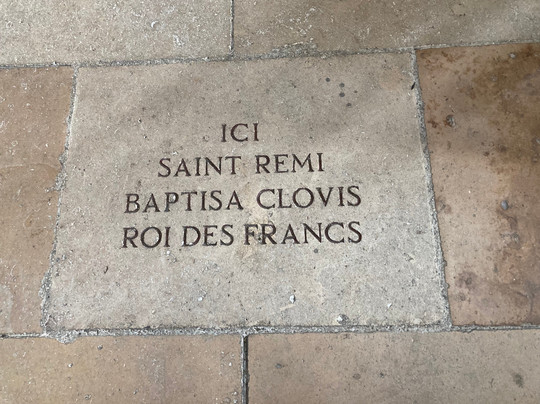 ICI
SAINT REMI
BAPTISA CLOVIS
ROI DES FRANCS